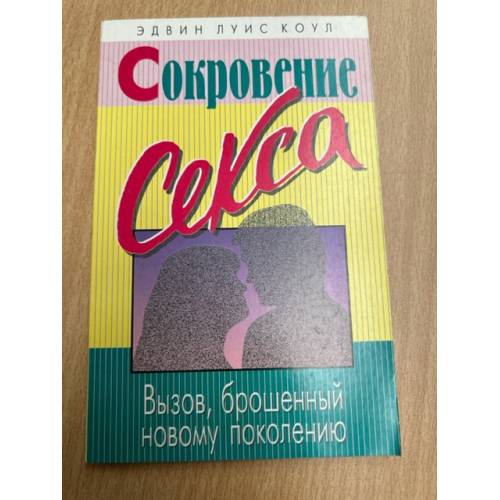 ЭДВИН ЛУИС КОУЛ
СОКРОВЕНИЕ
Секса
Вызов, брошенный
новому поколению